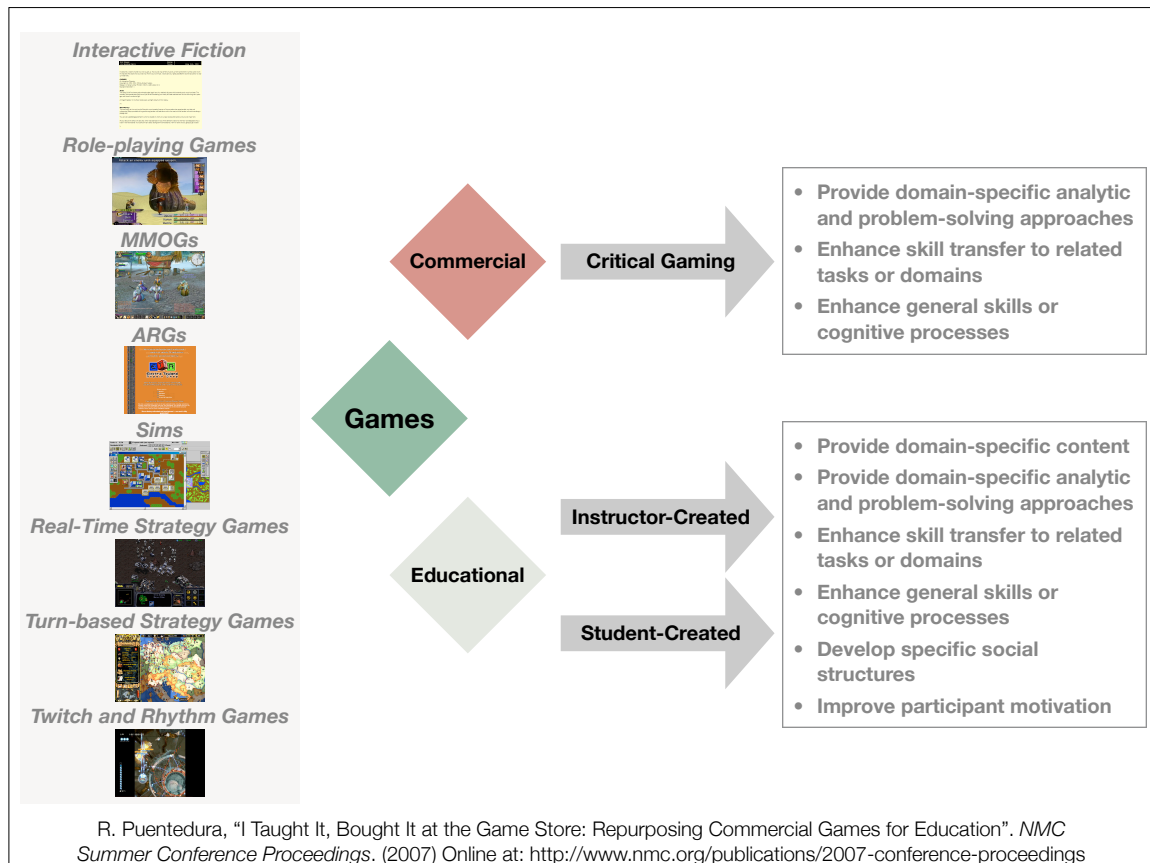 Interactive Fiction
Role-playing Games
MMOGs
ARGs
Sims
Real-Time Strategy Games
Turn-based Strategy Games
Twitch and Rhythm Games
Games
Commercial
Critical Gaming
• Provide domain-specific analytic
and problem-solving approaches
• Enhance skill transfer to related
tasks or domains
• Enhance general skills or
cognitive processes
Educational
Instructor-Created
Student-Created
• Provide domain-specific content
• Provide domain-specific analytic
and problem-solving approaches
• Enhance skill transfer to related
tasks or domains
• Enhance general skills or
cognitive processes
• Develop specific social
structures
• Improve participant motivation
R. Puentedura, “I Taught It, Bought It at the Game Store: Repurposing Commercial Games for Education”. NMC
Summer Conference Proceedings. (2007) Online at: http://www.nmc.org/publications/2007-conference-proceedings